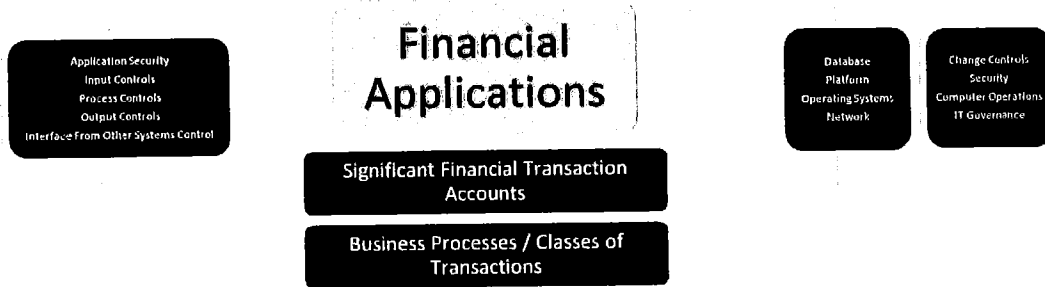 Financial
Applications
Application Security
Input Controls
Process Controls
Output Controls
Interface From Other Systems Control
Database
Platform
Operating Systems
Network
Change Controls
Security
Computer Operations
IT Governance
Significant Financial Transaction
Accounts
Business Processes / Classes of
Transactions